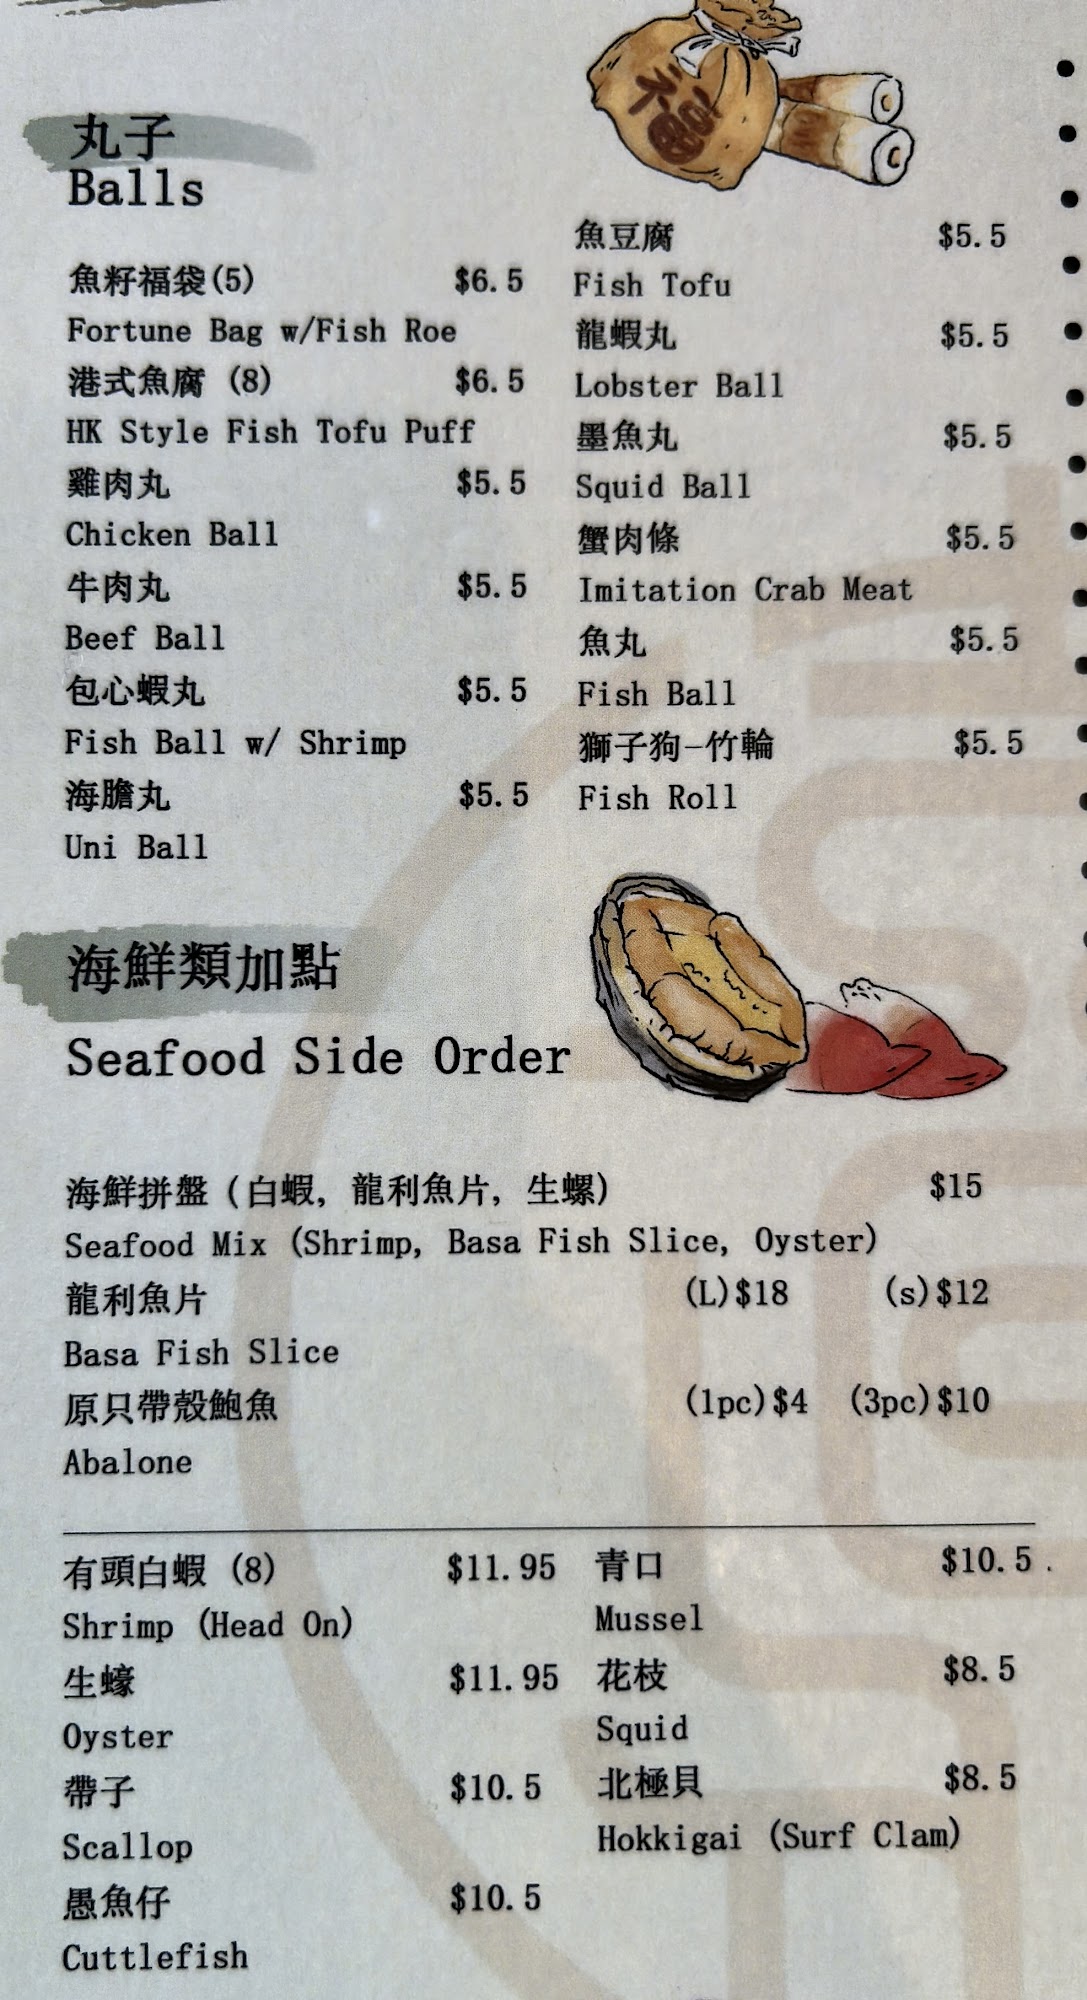 福
丸子
Balls
魚籽福袋(5) $6.5
Fortune Bag w/Fish Roe
港式魚腐 (8) $6.5
HK Style Fish Tofu Puff
雞肉丸 $5.5
Chicken Ball
牛肉丸 $5.5
Beef Ball
包心蝦丸 $5.5
Fish Ball w/ Shrimp
海膽丸 $5.5
Uni Ball
魚豆腐 $5.5
Fish Tofu
龍蝦丸 $5.5
Lobster Ball
墨魚丸 $5.5
Squid Ball
蟹肉條 $5.5
Imitation Crab Meat
魚丸 $5.5
Fish Ball
獅子狗-竹輪 $5.5
Fish Roll
海鮮類加點
Seafood Side Order
海鮮拼盤 (白蝦, 龍利魚片, 生螺) $15
Seafood Mix (Shrimp, Basa Fish Slice, Oyster)
龍利魚片 (L)$18 (s)$12
Basa Fish Slice
原只帶殼鮑魚 (1pc)$4 (3pc)$10
Abalone
有頭白蝦 (8) $11.95
Shrimp (Head On)
生蠔 $11.95
Oyster
帶子 $10.5
Scallop
愚魚仔 $10.5
Cuttlefish
青口 $10.5.
Mussel
花枝 $8.5
Squid
北極貝 $8.5
Hokkigai (Surf Clam)